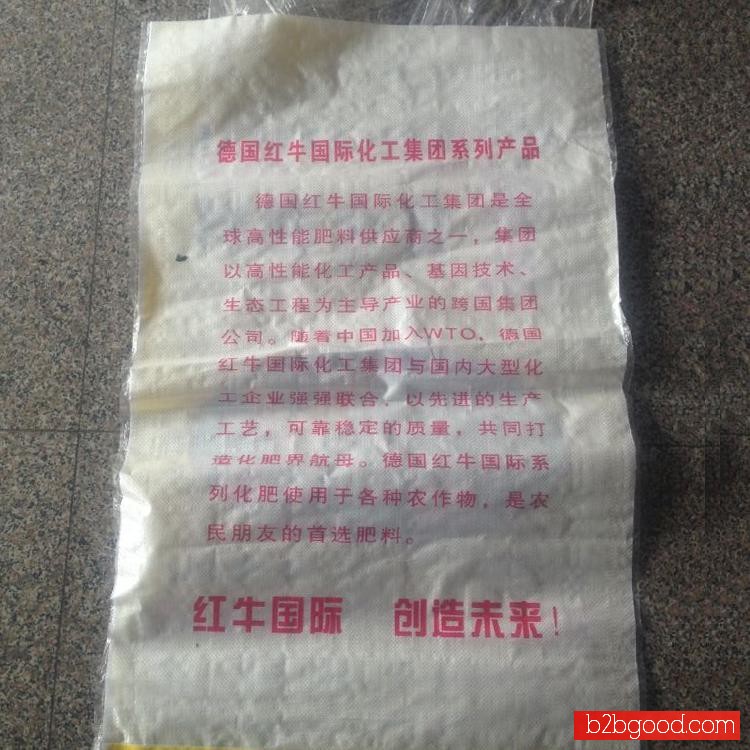 德国红牛国际化工集团系列产品
德国红牛国际化工集团是全
球高性能肥料供应商之一，集团
以高性能化工产品、基因技术、
生态工程为主导产业的跨国集团
公司。随着中国加入WTO，德国
红牛国际化工集团与国内大型化
工企业强强联合，以先进的生产
工艺，可靠稳定的质量，共同打
造化肥界航母。德国红牛国际系
列化肥使用于各种农作物，是农
民朋友的首选肥料。
红牛国际 创造未来！
b2bgood.com